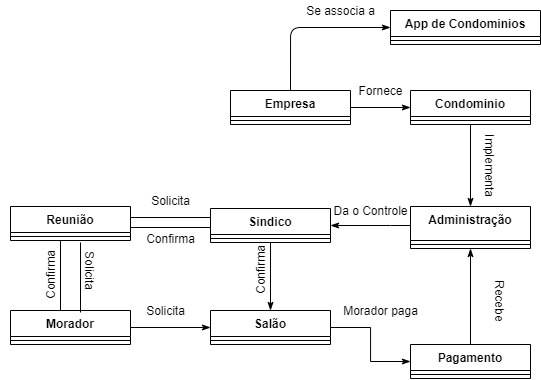 Se associa a
App de Condominios
Empresa
Fornece
Condominio
Implementa
Reunião
Solicita
Confirma
Sindico
Da o Controle
Administração
Confirma
Solicita
Confirma
Recebe
Morador
Solicita
Salão
Morador paga
Pagamento